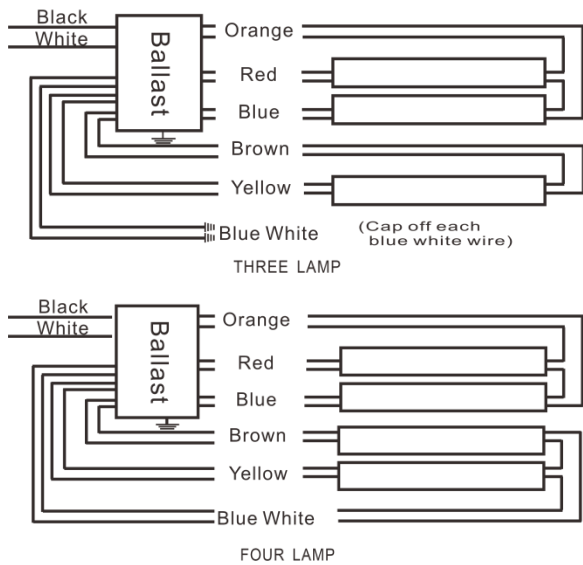 Black
White
Ballast
Orange
Red
Blue
Brown
Yellow
Blue White
(Cap off each
blue white wire)
THREE LAMP
Black
White
Ballast
Orange
Red
Blue
Brown
Yellow
Blue White
FOUR LAMP